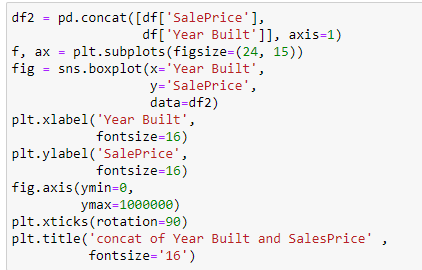 df2 = pd.concat([df['SalePrice'],
                 df['Year Built']], axis=1)
f, ax = plt.subplots(figsize=(24, 15))
fig = sns.boxplot(x='Year Built',
                  y='SalePrice',
                  data=df2)
plt.xlabel('Year Built',
           fontsize=16)
plt.ylabel('SalePrice',
           fontsize=16)
fig.axis(ymin=0,
         ymax=1000000)
plt.xticks(rotation=90)
plt.title('concat of Year Built and SalesPrice' ,
          fontsize='16')